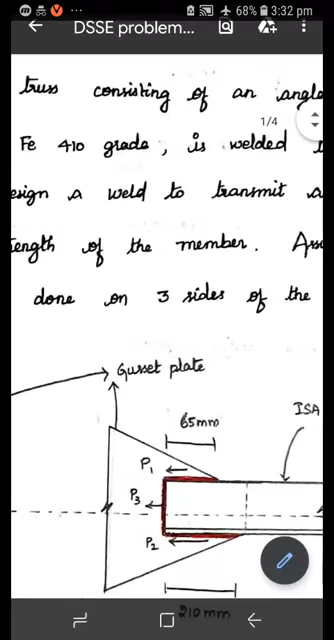 68% 3:32 pm
DSSE problem...
truss consisting of an angle
1/4
Fe 410 grade, is welded
esign a weld to transmit a
length of the member. Ass
done on 3 sides of the
Gusset plate
65mm
ISA
P1
P3
P2
210 mm